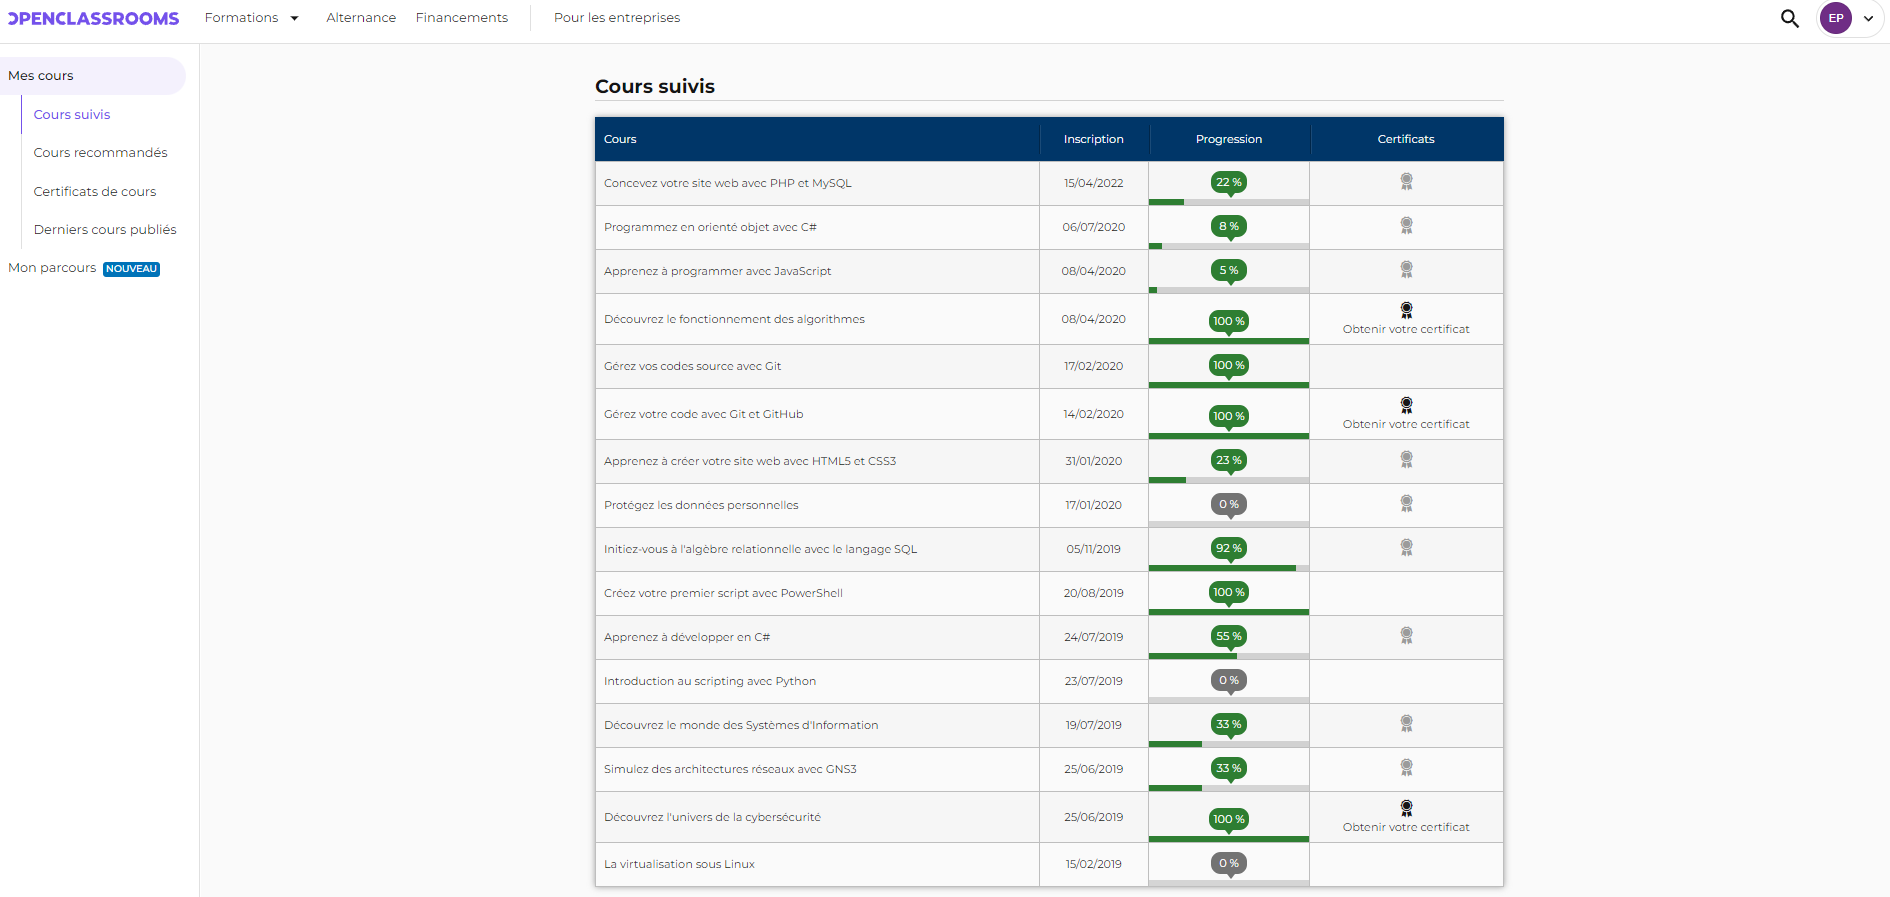 OPENCLASSROOMS Formations Alternance Financements Pour les entreprises EP
Mes cours
Cours suivis
Cours recommandés
Certificats de cours
Derniers cours publiés
Mon parcours NOUVEAU
Cours suivis
Cours Inscription Progression Certificats
Concevez votre site web avec PHP et MySQL 15/04/2022 22 %
Programmez en orienté objet avec C# 06/07/2020 8 %
Apprenez à programmer avec JavaScript 08/04/2020 5 %
Découvrez le fonctionnement des algorithmes 08/04/2020 100 % Obtenir votre certificat
Gérez vos codes source avec Git 17/02/2020 100 %
Gérez votre code avec Git et GitHub 14/02/2020 100 % Obtenir votre certificat
Apprenez à créer votre site web avec HTML5 et CSS3 31/01/2020 23 %
Protégez les données personnelles 17/01/2020 0 %
Initiez-vous à l'algèbre relationnelle avec le langage SQL 05/11/2019 92 %
Créez votre premier script avec PowerShell 20/08/2019 100 %
Apprenez à développer en C# 24/07/2019 55 %
Introduction au scripting avec Python 23/07/2019 0 %
Découvrez le monde des Systèmes d'Information 19/07/2019 33 %
Simulez des architectures réseaux avec GNS3 25/06/2019 33 %
Découvrez l'univers de la cybersécurité 25/06/2019 100 % Obtenir votre certificat
La virtualisation sous Linux 15/02/2019 0 %